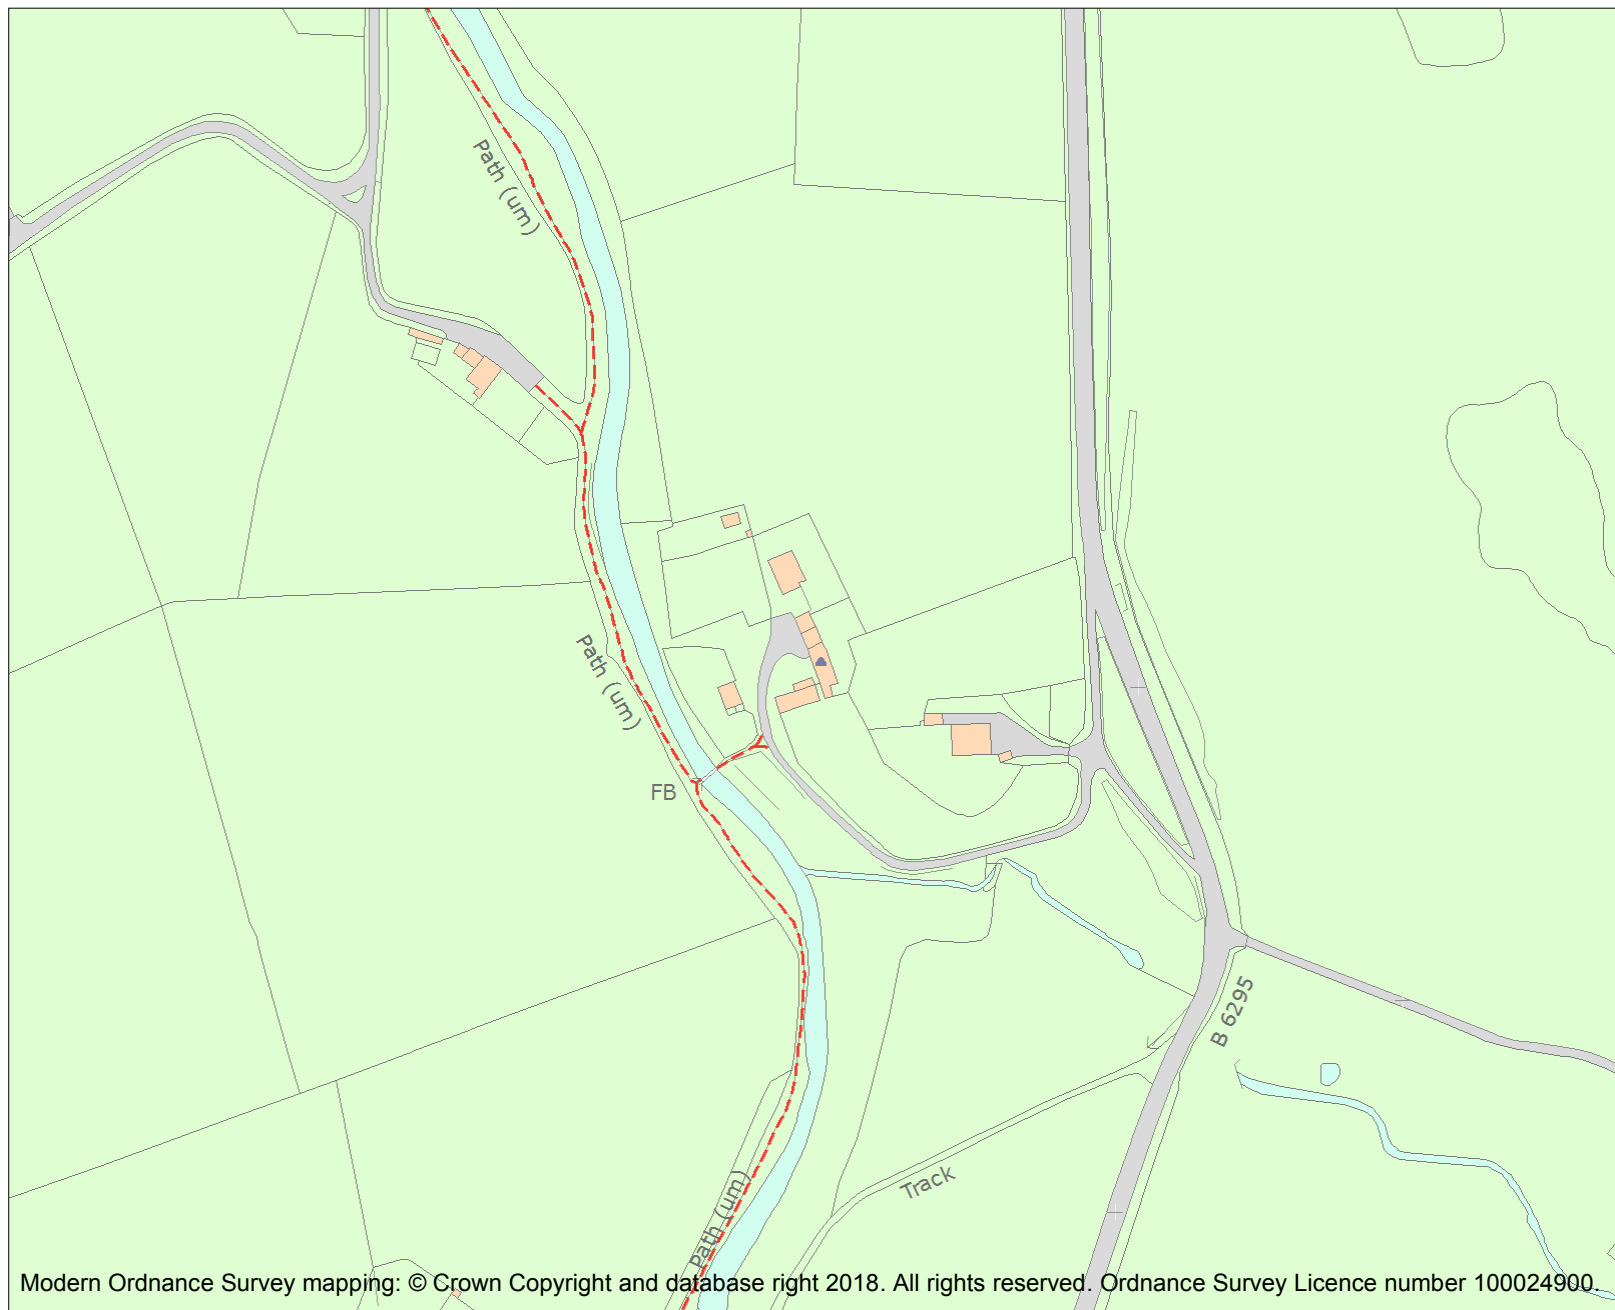 Path (um)
Path (um)
FB
B 6295
Track
Path (um)
Modern Ordnance Survey mapping: © Crown Copyright and database right 2018. All rights reserved. Ordnance Survey Licence number 100024900.